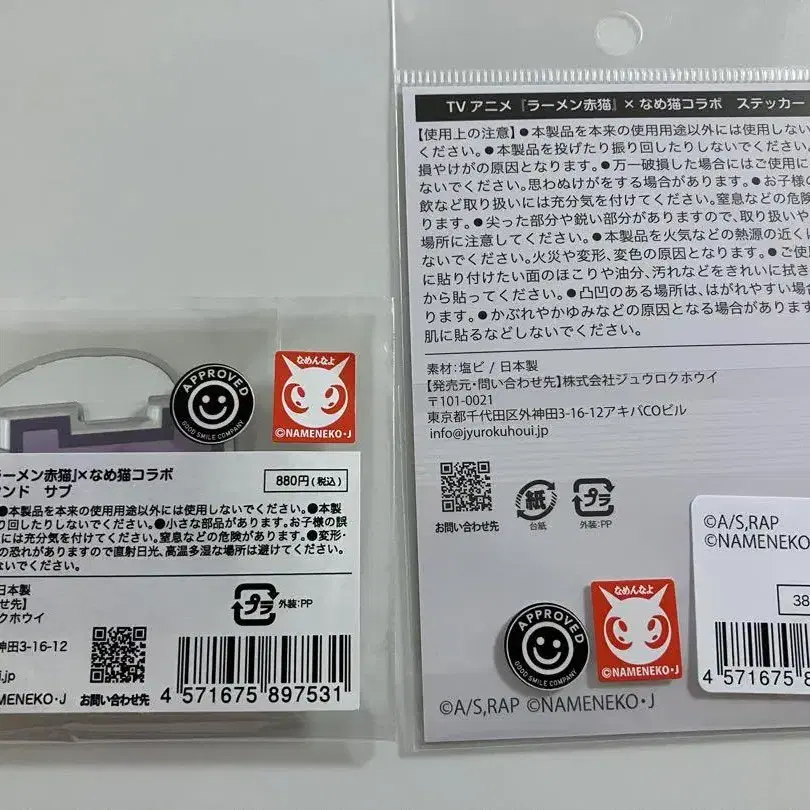 TV アニメ『ラーメン赤猫』× なめ猫コラボ ステッカー
【使用上の注意】●本製品を本来の使用用途以外には使用しない
ください。●本製品を投げたり振り回したりしないでください。
損やけがの原因となります。●万一破損した場合にはご使用に
ないでください。思わぬけがをする場合があります。●お子様の
飲など取り扱いには充分気を付けてください。窒息などの危険
ります。●尖った部分や鋭い部分がありますので、取り扱いや
場所に注意してください。●本製品を火気などの熱源の近くに
ないでください。火災や変形、変色の原因となります。●ご使用
に貼り付けたい面のほこりや油分、汚れなどをきれいに拭き
から貼ってください。●凸凹のある場所は、はがれやすい場
ります。●かぶれやかゆみなどの原因となる場合があります
肌に貼るなどしないでください。
素材:塩ビ / 日本製
【発売元・問い合わせ先】株式会社ジュウロクホウイ
〒101-0021
東京都千代田区外神田3-16-12アキバCOビル
info@jyurokuhoui.jp
お問い合わせ先
紙
台紙
プラ
外装:PP
APPROVED
GOOD SMILE COMPANY
なめんなよ
©NAMENEKO・J
©A/S,RAP ©NAMENEKO・J
©A/S,RAP
©NAMENEKO
38
4 571675 8
APPROVED
GOOD SMILE COMPANY
なめんなよ
©NAMENEKO・J
ラーメン赤猫』×なめ猫コラボ
ンド サブ
880円(税込)
●本製品を本来の使用用途以外には使用しないでください。●本製
り回したりしないでください。●小さな部品があります。お子様の誤
には充分気を付けてください。窒息などの危険があります。●変形・
の恐れがありますので直射日光、高温多湿な場所は避けてください。
ないでください。
日本製
せ先】
クホウイ
神田3-16-12
i.jp
AMENEKO・J
お問い合わせ先
プラ
外装:PP
4 571675 897531